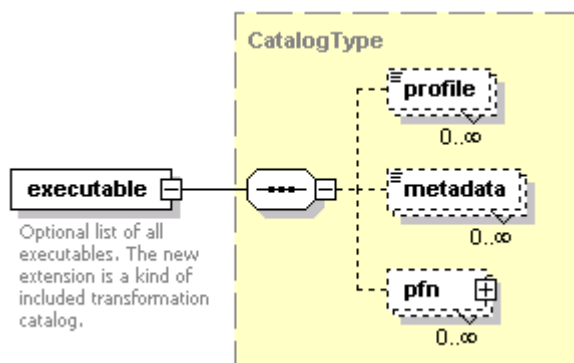 CatalogType
profile
0..∞
executable
metadata
Optional list of all
executables. The new
extension is a kind of
included transformation
catalog.
0..∞
pfn
0..∞